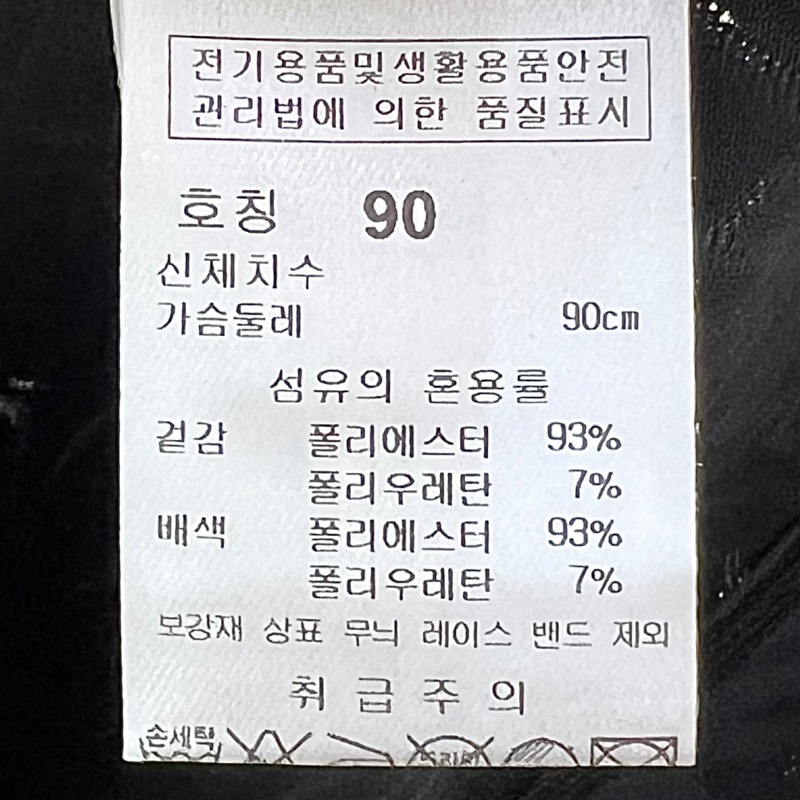 전기용품및생활용품안전
관리법에 의한 품질표시
호칭 90
신체치수
가슴둘레 90cm
섬유의 혼용률
겉감 폴리에스터 93%
폴리우레탄 7%
배색 폴리에스터 93%
폴리우레탄 7%
보강재 상표 무늬 레이스 밴드 제외
취급주의
손세탁